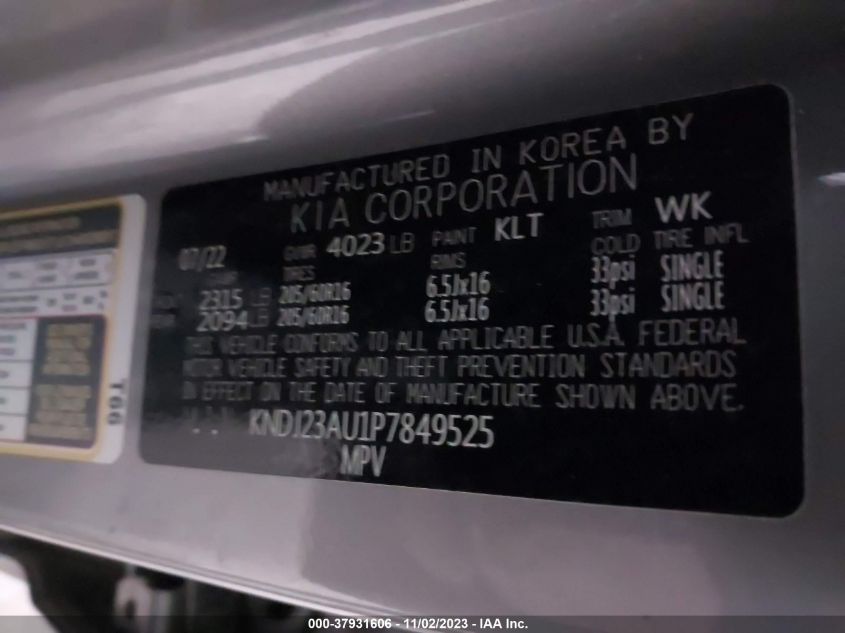 MANUFACTURED IN KOREA BY
KIA CORPORATION
07/22 GVWR 4023 LB PAINT KLT TRIM WK
TIRES RIMS COLD TIRE INFL
2315 LB 205/60R16 6.5Jx16 33psi SINGLE
2094 LB 205/60R16 6.5Jx16 33psi SINGLE
THIS VEHICLE CONFORMS TO ALL APPLICABLE U.S.A. FEDERAL
MOTOR VEHICLE SAFETY AND THEFT PREVENTION STANDARDS
IN EFFECT ON THE DATE OF MANUFACTURE SHOWN ABOVE.
KNDJ23AU1P7849525
MPV
T66
000-37931606 - 11/02/2023 - IAA Inc.